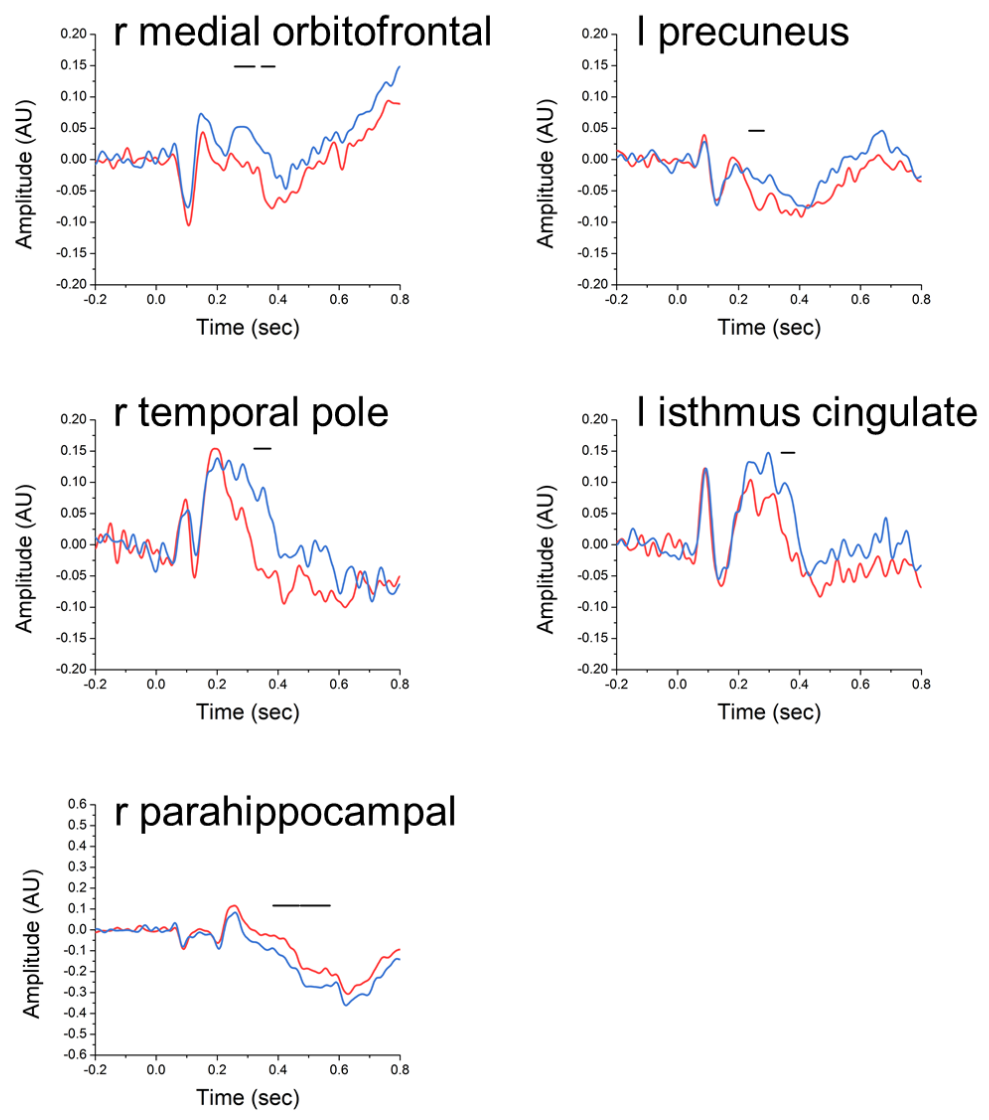 r medial orbitofrontal
0.20
0.15
0.10
0.05
0.00
-0.05
-0.10
-0.15
-0.20
Amplitude (AU)
-0.2 0.0 0.2 0.4 0.6 0.8
Time (sec)
l precuneus
0.20
0.15
0.10
0.05
0.00
-0.05
-0.10
-0.15
-0.20
Amplitude (AU)
-0.2 0.0 0.2 0.4 0.6 0.8
Time (sec)
r temporal pole
0.20
0.15
0.10
0.05
0.00
-0.05
-0.10
-0.15
-0.20
Amplitude (AU)
-0.2 0.0 0.2 0.4 0.6 0.8
Time (sec)
l isthmus cingulate
0.20
0.15
0.10
0.05
0.00
-0.05
-0.10
-0.15
-0.20
Amplitude (AU)
-0.2 0.0 0.2 0.4 0.6 0.8
Time (sec)
r parahippocampal
0.6
0.5
0.4
0.3
0.2
0.1
0.0
-0.1
-0.2
-0.3
-0.4
-0.5
-0.6
Amplitude (AU)
-0.2 0.0 0.2 0.4 0.6 0.8
Time (sec)